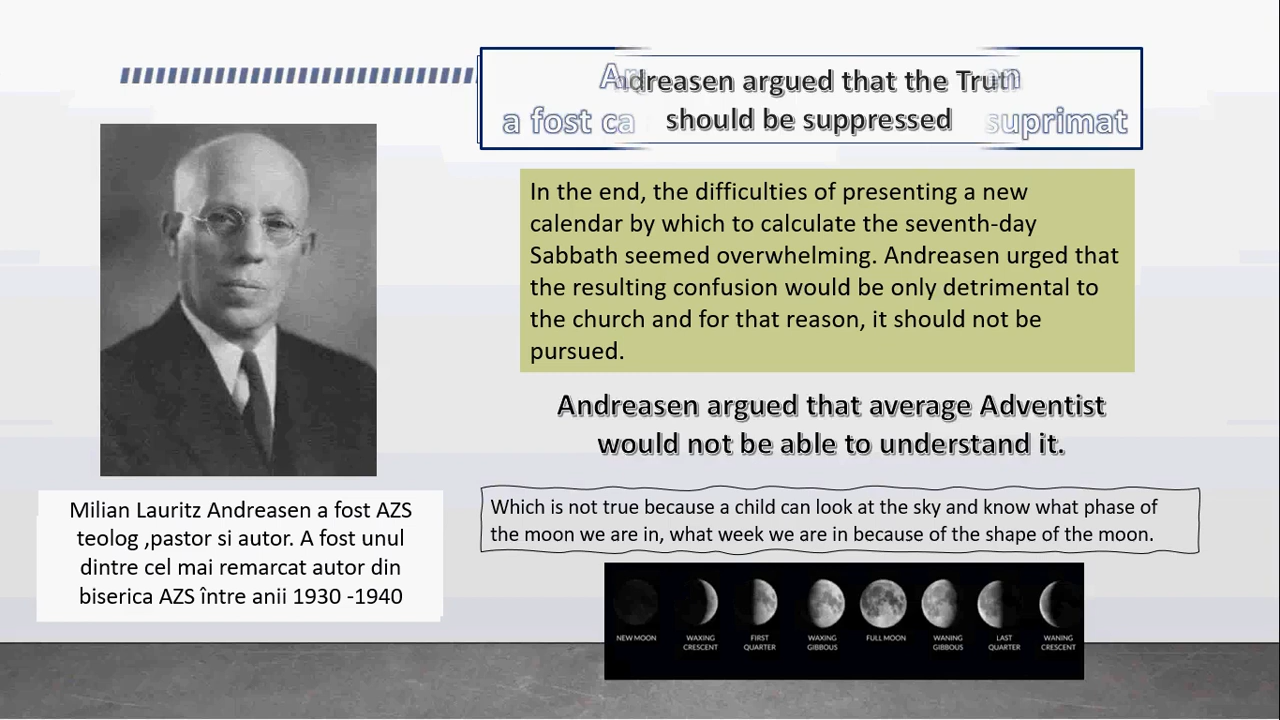 Andreasen argued that the Truth
should be suppressed
a fost ca
suprimat
In the end, the difficulties of presenting a new
calendar by which to calculate the seventh-day
Sabbath seemed overwhelming. Andreasen urged that
the resulting confusion would be only detrimental to
the church and for that reason, it should not be
pursued.
Andreasen argued that average Adventist
would not be able to understand it.
Which is not true because a child can look at the sky and know what phase of
the moon we are in, what week we are in because of the shape of the moon.
Milian Lauritz Andreasen a fost AZS
teolog ,pastor si autor. A fost unul
dintre cel mai remarcat autor din
biserica AZS între anii 1930 -1940
NEW MOON
WAXING
CRESCENT
FIRST
QUARTER
WAXING
GIBBOUS
FULL MOON
WANING
GIBBOUS
LAST
QUARTER
WANING
CRESCENT